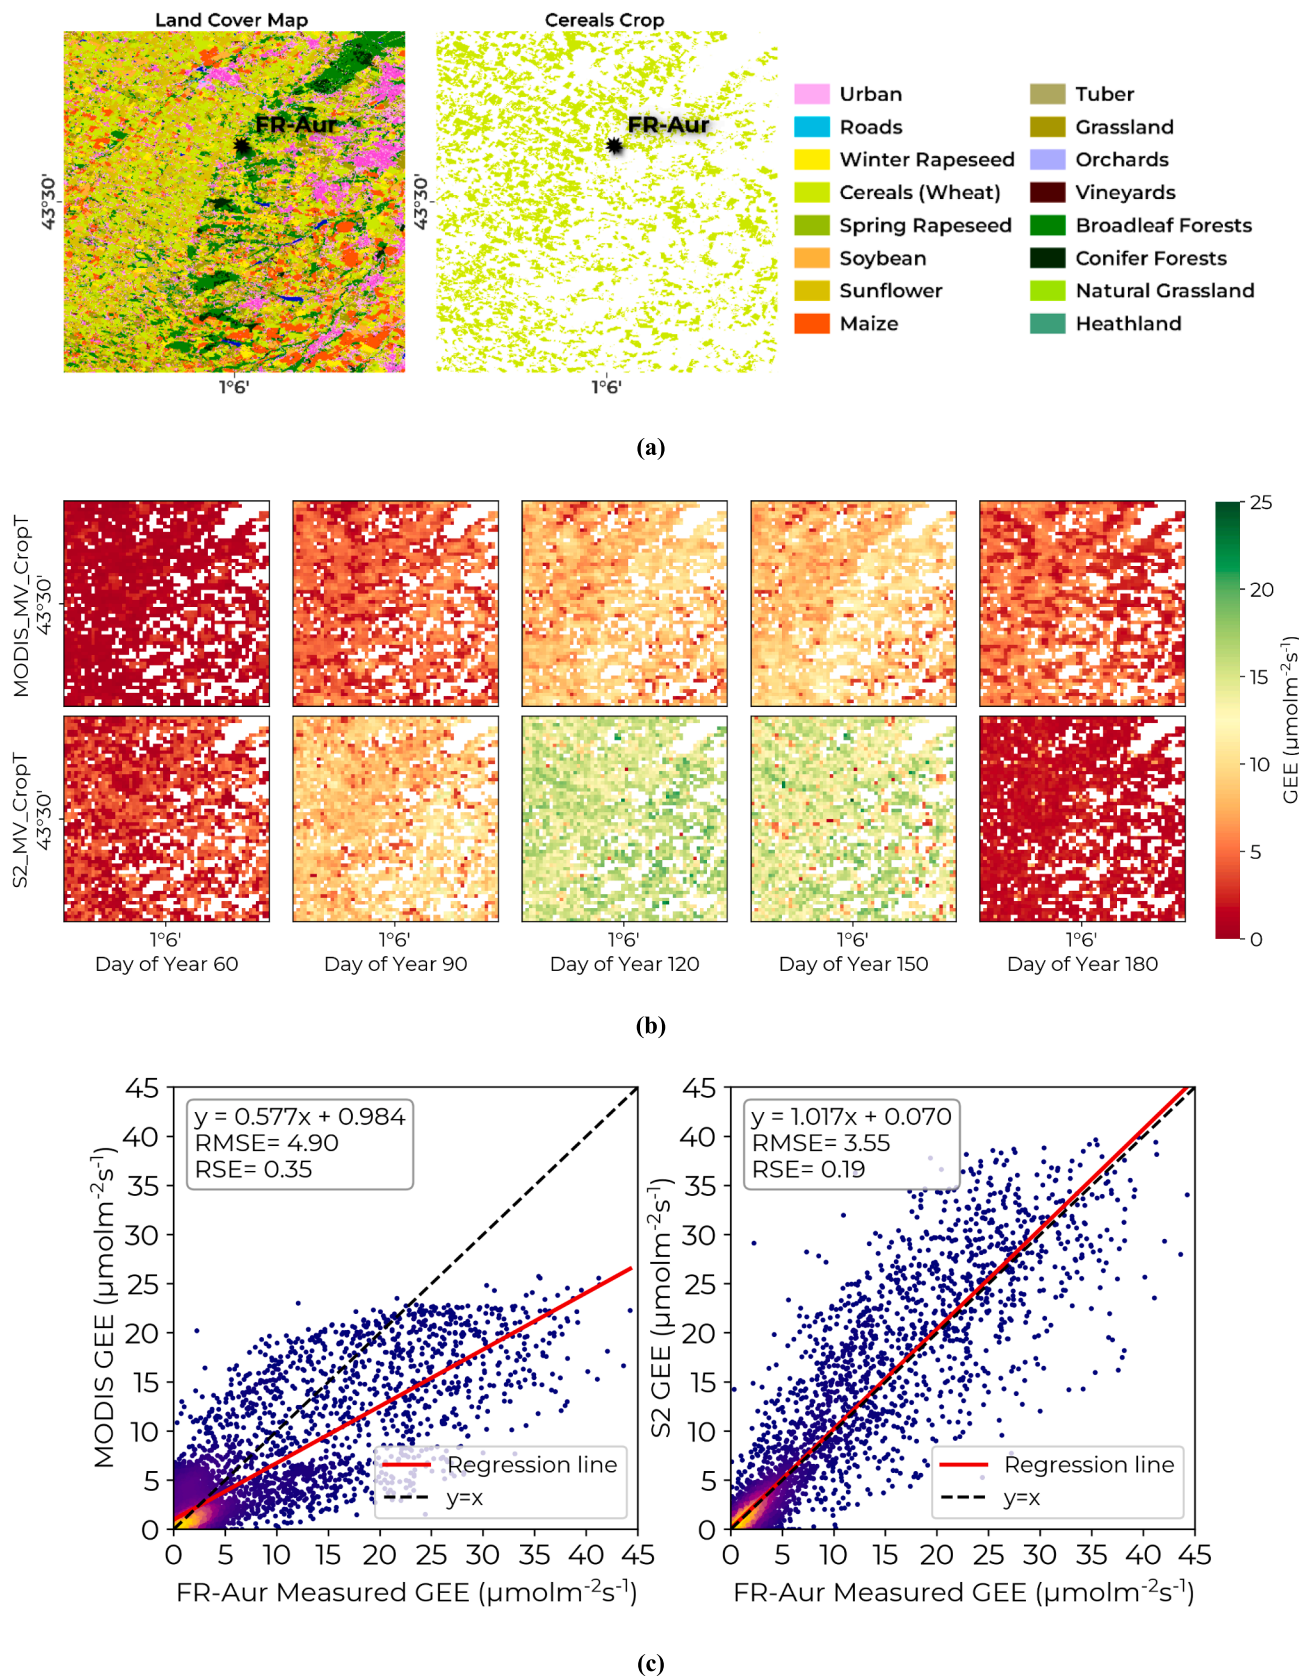 Land Cover Map
Cereals Crop
FR-Aur
FR-Aur
43°30'
43°30'
1°6'
1°6'
Urban
Roads
Winter Rapeseed
Cereals (Wheat)
Spring Rapeseed
Soybean
Sunflower
Maize
Tuber
Grassland
Orchards
Vineyards
Broadleaf Forests
Conifer Forests
Natural Grassland
Heathland
(a)
MODIS_MV_CropT
43°30'
S2_MV_CropT
43°30'
1°6'
1°6'
1°6'
1°6'
1°6'
Day of Year 60
Day of Year 90
Day of Year 120
Day of Year 150
Day of Year 180
25
20
15
10
5
0
GEE (μmolm⁻²s⁻¹)
(b)
45
40
35
30
25
20
15
10
5
0
MODIS GEE (μmolm⁻²s⁻¹)
y = 0.577x + 0.984
RMSE= 4.90
RSE= 0.35
Regression line
y=x
0 5 10 15 20 25 30 35 40 45
FR-Aur Measured GEE (μmolm⁻²s⁻¹)
45
40
35
30
25
20
15
10
5
0
S2 GEE (μmolm⁻²s⁻¹)
y = 1.017x + 0.070
RMSE= 3.55
RSE= 0.19
Regression line
y=x
0 5 10 15 20 25 30 35 40 45
FR-Aur Measured GEE (μmolm⁻²s⁻¹)
(c)